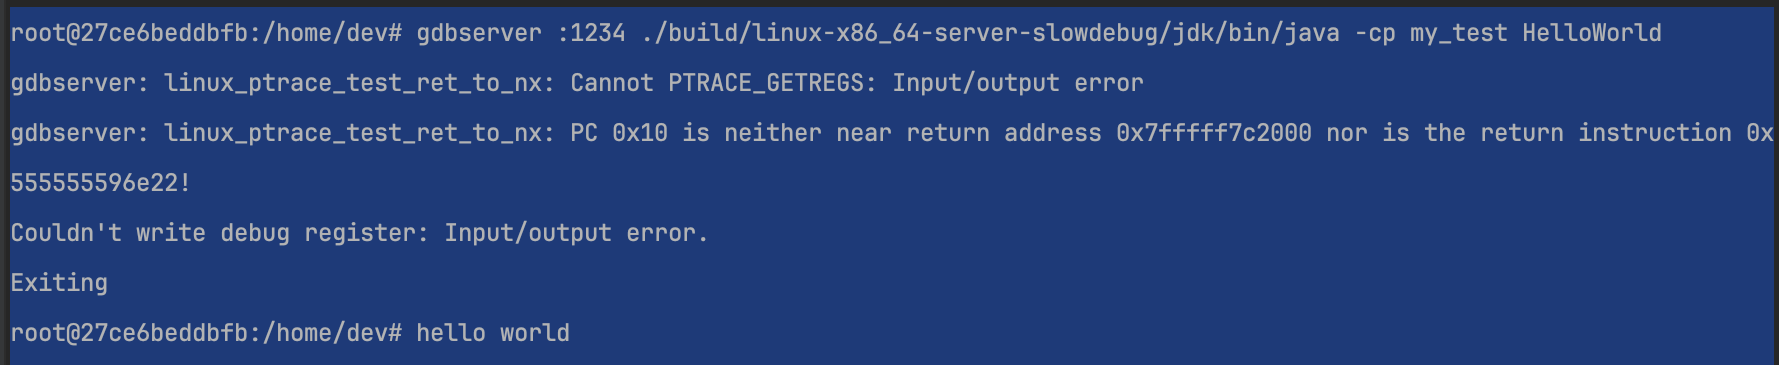 root@27ce6beddbfb:/home/dev# gdbserver :1234 ./build/linux-x86_64-server-slowdebug/jdk/bin/java -cp my_test HelloWorld
gdbserver: linux_ptrace_test_ret_to_nx: Cannot PTRACE_GETREGS: Input/output error
gdbserver: linux_ptrace_test_ret_to_nx: PC 0x10 is neither near return address 0x7fffff7c2000 nor is the return instruction 0x
555555596e22!
Couldn't write debug register: Input/output error.
Exiting
root@27ce6beddbfb:/home/dev# hello world